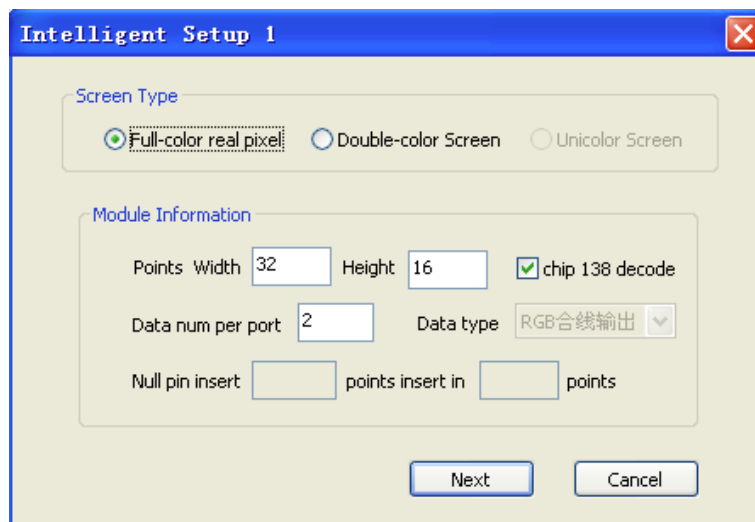 Intelligent Setup 1
Screen Type
Full-color real pixel Double-color Screen Unicolor Screen
Module Information
Points Width 32 Height 16 chip 138 decode
Data num per port 2 Data type RGB合线输出
Null pin insert points insert in points
Next Cancel